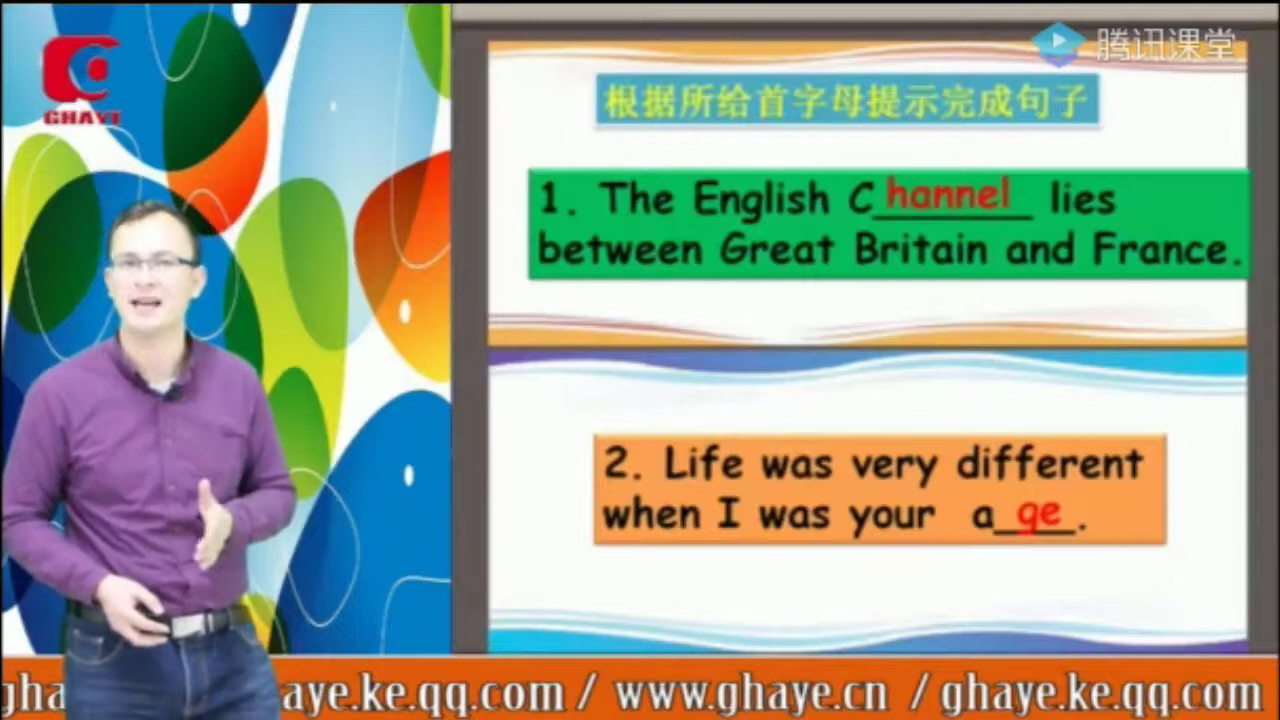 GHAYE
腾讯课堂
根据所给首字母提示完成句子
1. The English Channel lies
between Great Britain and France.
2. Life was very different
when I was your age.
ghaye.ke.qq.com / www.ghaye.cn / ghaye.ke.qq.com